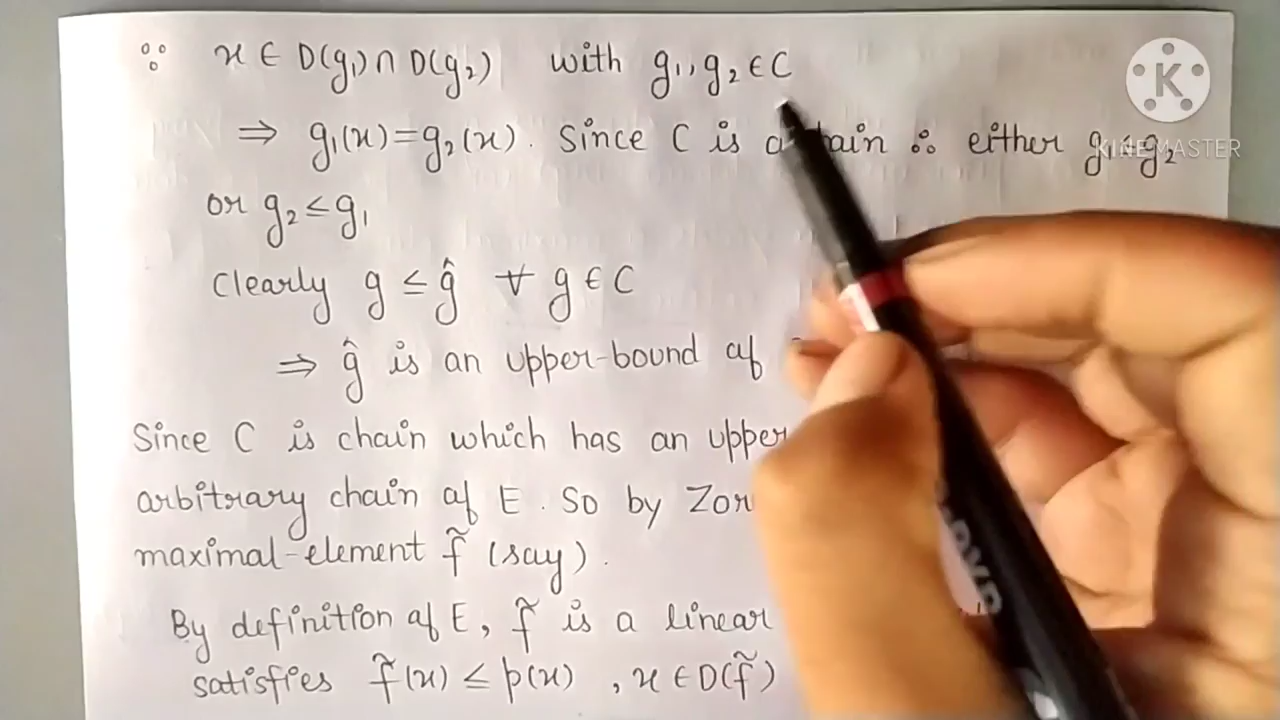 ∵ x ∈ D(g₁) ∩ D(g₂) with g₁, g₂ ∈ C
⇒ g₁(x) = g₂(x). Since C is a ∴ either g₁ ≤ g₂
or g₂ ≤ g₁
Clearly g ≤ ĝ ∀ g ∈ C
⇒ ĝ is an upper-bound of
Since C is chain which has an upper
arbitrary chain of E. So by
maximal-element f̃ (say).
By definition of E, f̃ is a linear
satisfies f̃(x) ≤ p(x), x ∈ D(f̃)
K
KINEMASTER